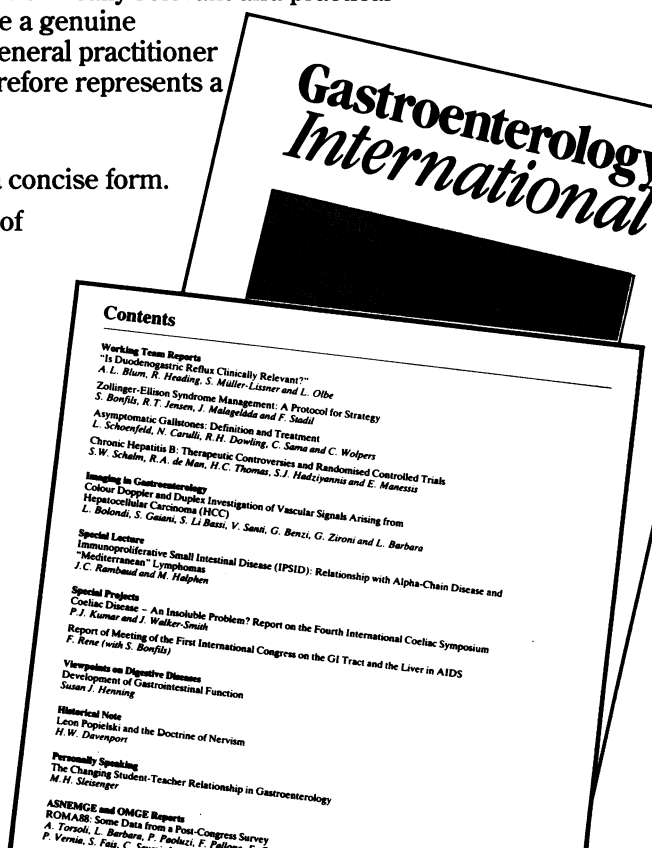 e a genuine
eneral practitioner
refore represents a
a concise form.
of
Gastroenterology
International
Contents
Working Team Reports
"Is Duodenogastric Reflux Clinically Relevant?"
A.L. Blum, R. Heading, S. Müller-Lissner and L. Olbe
Zollinger-Ellison Syndrome Management: A Protocol for Strategy
S. Bonfils, R.T. Jensen, J. Malagelada and F. Stadil
Asymptomatic Gallstones: Definition and Treatment
L. Schoenfeld, N. Carulli, R.H. Dowling, C. Sama and C. Wolpers
Chronic Hepatitis B: Therapeutic Controversies and Randomised Controlled Trials
S.W. Schalm, R.A. de Man, H.C. Thomas, S.J. Hadziyannis and E. Manessis
Imaging in Gastroenterology
Colour Doppler and Duplex Investigation of Vascular Signals Arising from
Hepatocellular Carcinoma (HCC)
L. Bolondi, S. Gaiani, S. Li Bassi, V. Santi, G. Benzi, G. Zironi and L. Barbara
Special Lecture
Immunoproliferative Small Intestinal Disease (IPSID): Relationship with Alpha-Chain Disease and
"Mediterranean" Lymphomas
J.C. Rambaud and M. Halphen
Special Projects
Coeliac Disease – An Insoluble Problem? Report on the Fourth International Coeliac Symposium
P.J. Kumar and J. Walker-Smith
Report of Meeting of the First International Congress on the GI Tract and the Liver in AIDS
F. Rene (with S. Bonfils)
Viewpoints on Digestive Diseases
Development of Gastrointestinal Function
Susan J. Henning
Historical Note
Leon Popielski and the Doctrine of Nervism
H.W. Davenport
Personally Speaking
The Changing Student-Teacher Relationship in Gastroenterology
M.H. Sleisenger
ASNEMGE and OMGE Reports
ROMA88: Some Data from a Post-Congress Survey
A. Torsoli, L. Barbara, P. Paoluzi, F. Pallone,
P. Vernia, S. Fais, C.